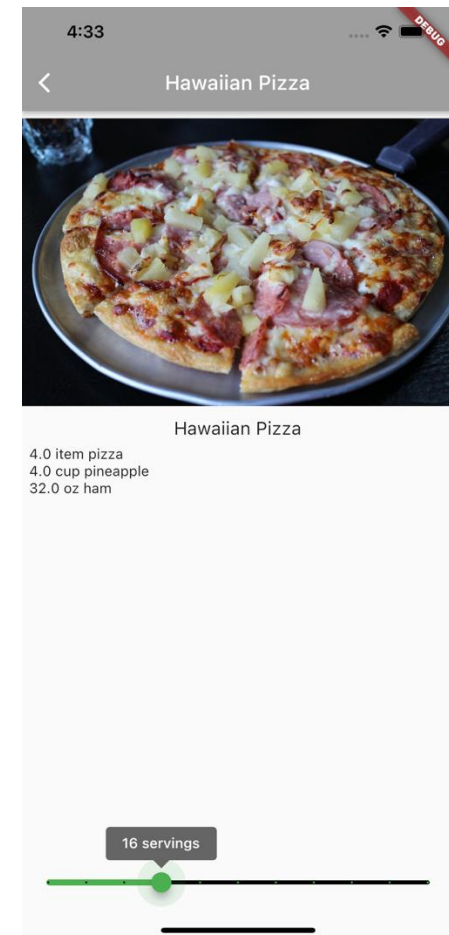 4:33
DEBUG
Hawaiian Pizza
Hawaiian Pizza
4.0 item pizza
4.0 cup pineapple
32.0 oz ham
16 servings